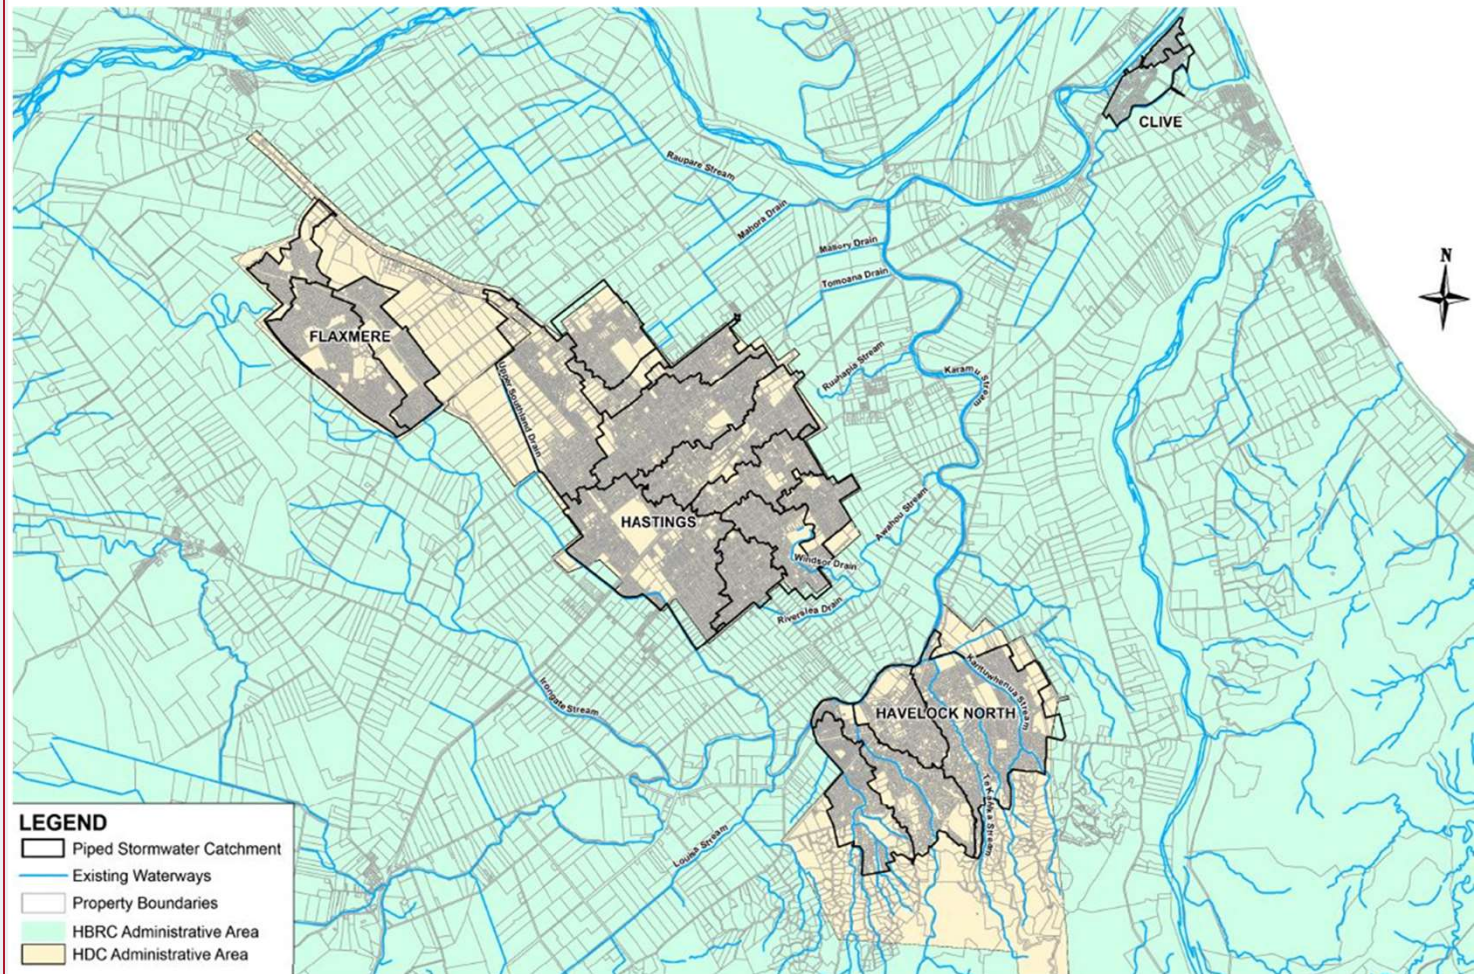 CLIVE
N
Raupare Stream
Mahora Drain
Mallory Drain
Tomoana Drain
FLAXMERE
Ruahapia Stream
Karamu Stream
Upper Southland Drain
HASTINGS
Awahou Stream
Windsor Drain
Riverslea Drain
Karituwhenua Stream
Irongate Stream
HAVELOCK NORTH
Te Kahika Stream
Louisa Stream
LEGEND
Piped Stormwater Catchment
Existing Waterways
Property Boundaries
HBRC Administrative Area
HDC Administrative Area